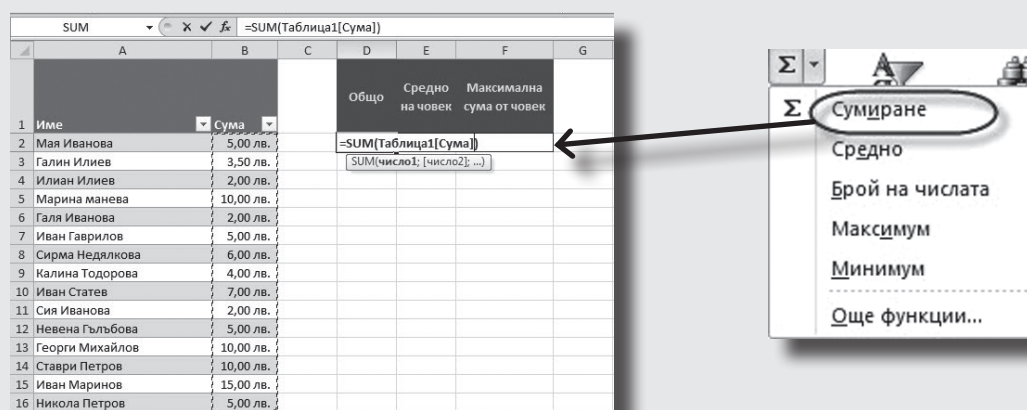 SUM fx =SUM(Таблица1[Сума])
A B C D E F G
Общо Средно на човек Максимална сума от човек
1 Име Сума
2 Мая Иванова 5,00 лв. =SUM(Таблица1[Сума])
3 Галин Илиев 3,50 лв. SUM(число1; [число2]; ...)
4 Илиан Илиев 2,00 лв.
5 Марина манева 10,00 лв.
6 Галя Иванова 2,00 лв.
7 Иван Гаврилов 5,00 лв.
8 Сирма Недялкова 6,00 лв.
9 Калина Тодорова 4,00 лв.
10 Иван Статев 7,00 лв.
11 Сия Иванова 2,00 лв.
12 Невена Гълъбова 5,00 лв.
13 Георги Михайлов 10,00 лв.
14 Ставри Петров 10,00 лв.
15 Иван Маринов 15,00 лв.
16 Никола Петров 5,00 лв.
Σ
Σ Сумиране
Средно
Брой на числата
Максимум
Минимум
Още функции...